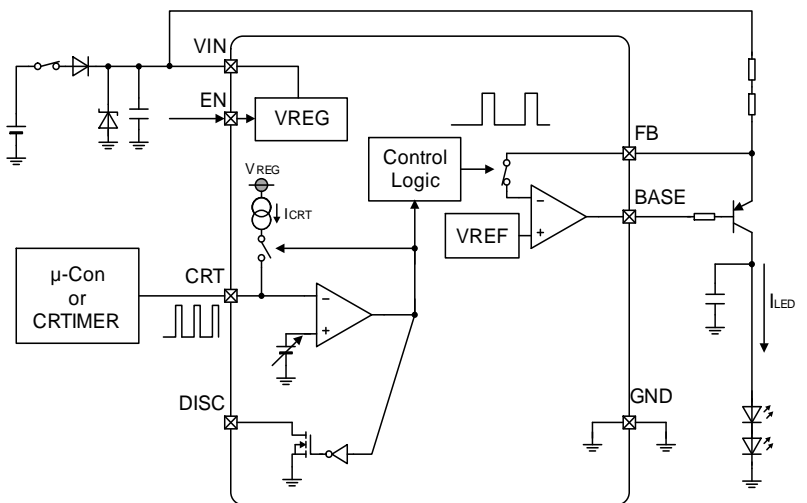 VIN
EN
VREG
FB
Control
Logic
VREG
ICRT
BASE
VREF
µ-Con
or
CRTIMER
CRT
−
+
−
+
ILED
DISC
GND